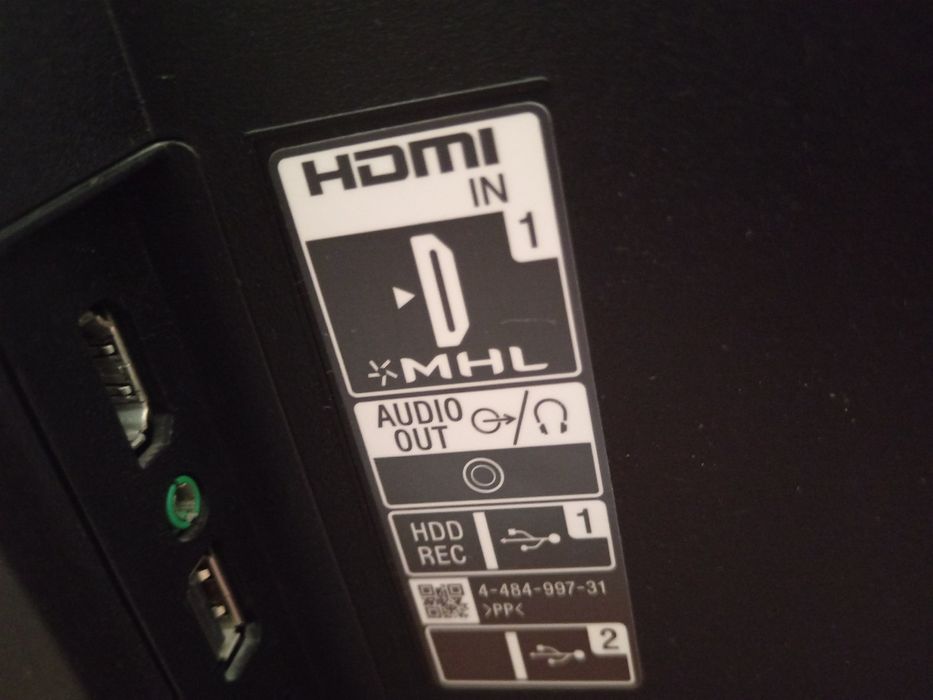 HDMI
IN
1
MHL
AUDIO
OUT
HDD
REC
1
4-484-997-31
>PP<
2